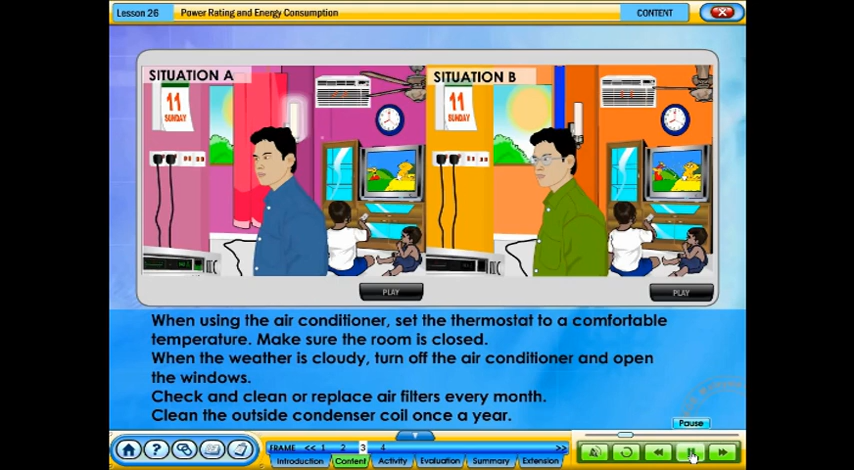 Lesson 26
Power Rating and Energy Consumption
CONTENT
SITUATION A
SITUATION B
11
SUNDAY
11
SUNDAY
PLAY
PLAY
When using the air conditioner, set the thermostat to a comfortable
temperature. Make sure the room is closed.
When the weather is cloudy, turn off the air conditioner and open
the windows.
Check and clean or replace air filters every month.
Clean the outside condenser coil once a year.
Pause
FRAME << 1 2 3 4 >>
Introduction Content Activity Evaluation Summary Extension